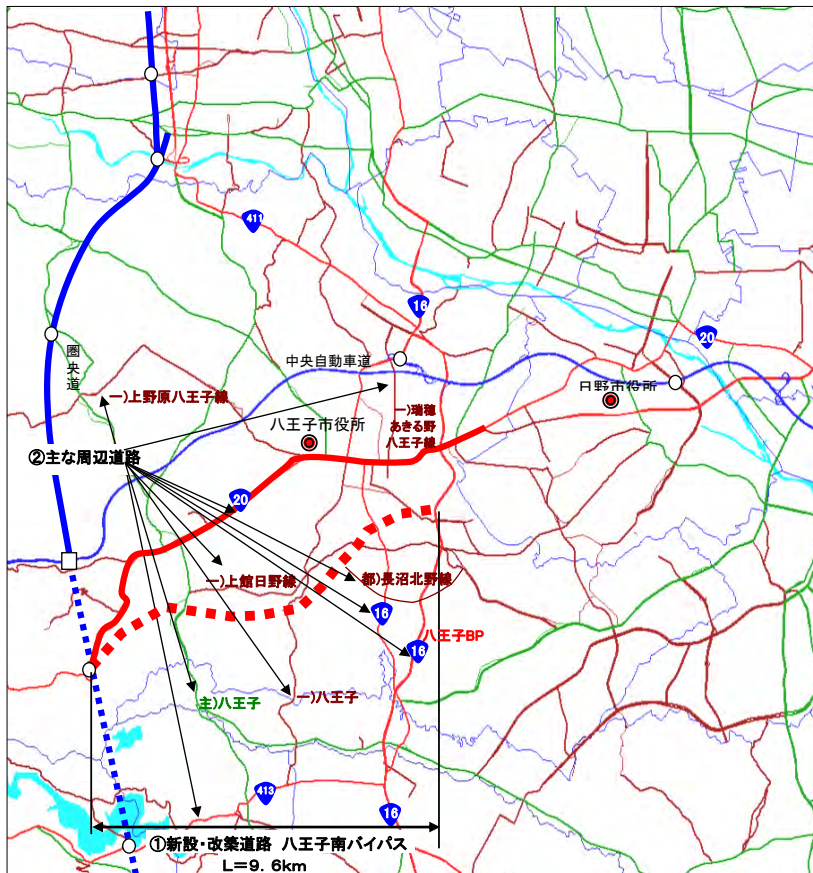 411
16
20
圏央道
中央自動車道
日野市役所
一)上野原八王子線
一)瑞穂
あきる野
八王子線
八王子市役所
②主な周辺道路
20
一)上館日野線
都)長沼北野線
16
八王子BP
16
主)八王子
一)八王子
413
16
①新設・改築道路 八王子南バイパス
L=9.6km